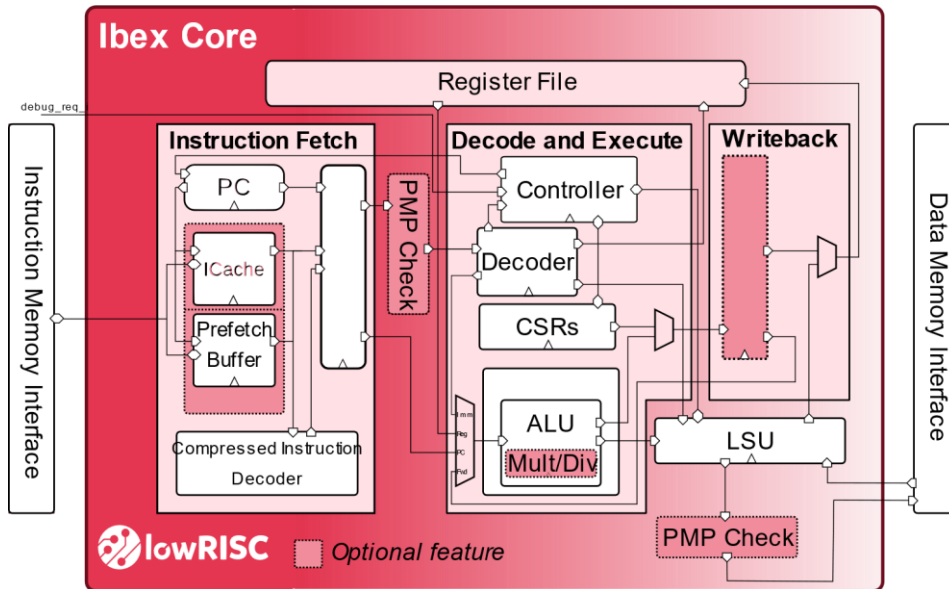 Ibex Core
Register File
debug_req_i
Instruction Fetch
Decode and Execute
Writeback
Instruction Memory Interface
Data Memory Interface
PC
PMP Check
Controller
ICache
Decoder
Prefetch
Buffer
CSRs
Imm
Reg
PC
Fwd
ALU
Mult/Div
Compressed Instruction
Decoder
LSU
PMP Check
lowRISC
Optional feature